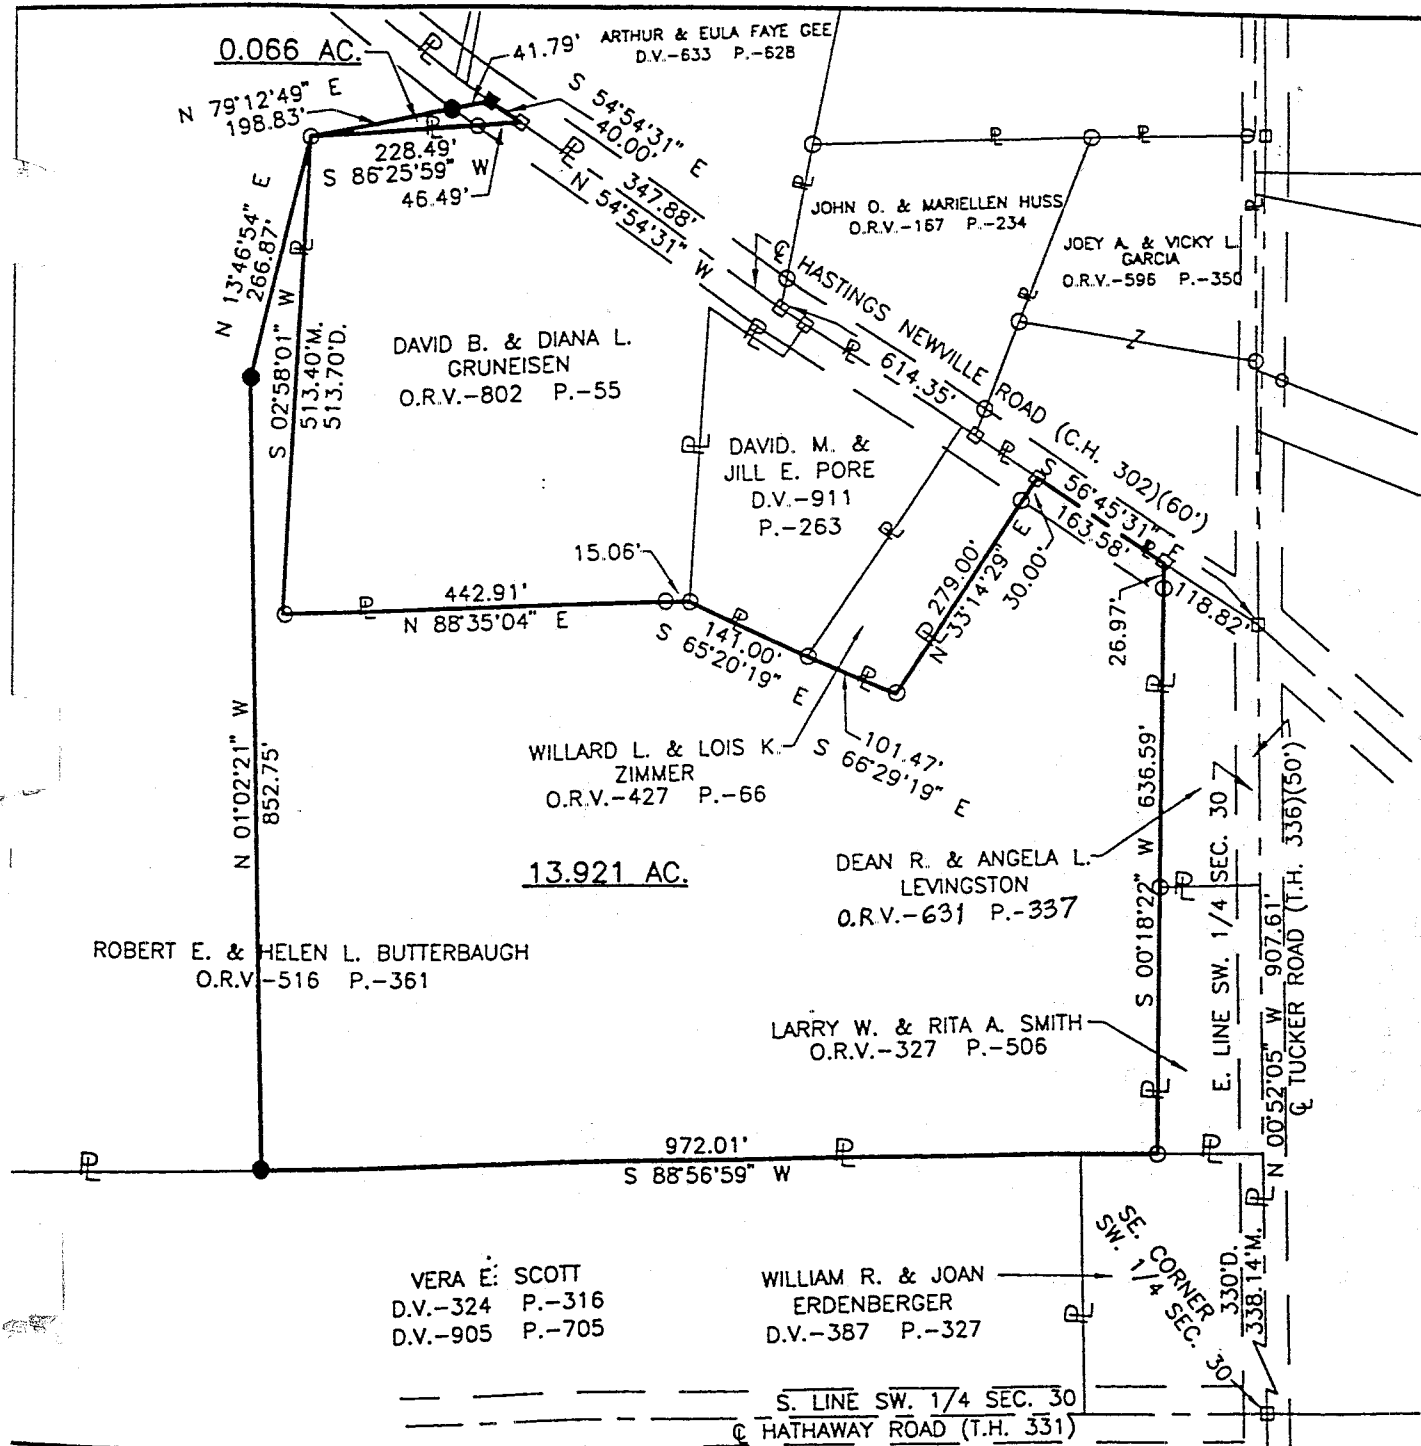 0.066 AC.
41.79'
ARTHUR & EULA FAYE GEE
D.V.-633 P.-628
N 79°12'49" E
198.83'
S 54°54'31" E
40.00'
228.49'
S 86°25'59" W
46.49'
347.88'
N 54°54'31" W
N 13°46'54" E
266.87'
S 02°58'01" W
513.40'M.
513.70'D.
JOHN O. & MARIELLEN HUSS
O.R.V.-167 P.-234
JOEY A. & VICKY L.
GARCIA
O.R.V.-596 P.-350
℄ HASTINGS NEWVILLE ROAD (C.H. 302)(60')
614.35'
DAVID B. & DIANA L.
GRUNEISEN
O.R.V.-802 P.-55
DAVID. M. &
JILL E. PORE
D.V.-911
P.-263
S 56°45'31" E
163.58'
118.82'
26.97'
279.00'
N 33°14'29" E
30.00'
15.06'
442.91'
N 88°35'04" E
141.00'
S 65°20'19" E
101.47'
S 66°29'19" E
WILLARD L. & LOIS K.
ZIMMER
O.R.V.-427 P.-66
N 01°02'21" W
852.75'
13.921 AC.
S 00°18'22" W 636.59'
DEAN R. & ANGELA L.
LEVINGSTON
O.R.V.-631 P.-337
ROBERT E. & HELEN L. BUTTERBAUGH
O.R.V.-516 P.-361
LARRY W. & RITA A. SMITH
O.R.V.-327 P.-506
E. LINE SW. 1/4 SEC. 30
N 00°52'05" W 907.61'
℄ TUCKER ROAD (T.H. 336)(50')
972.01'
S 88°56'59" W
SE. CORNER
SW. 1/4 SEC. 30
330'D.
338.14'M.
VERA E. SCOTT
D.V.-324 P.-316
D.V.-905 P.-705
WILLIAM R. & JOAN
ERDENBERGER
D.V.-387 P.-327
S. LINE SW. 1/4 SEC. 30
℄ HATHAWAY ROAD (T.H. 331)